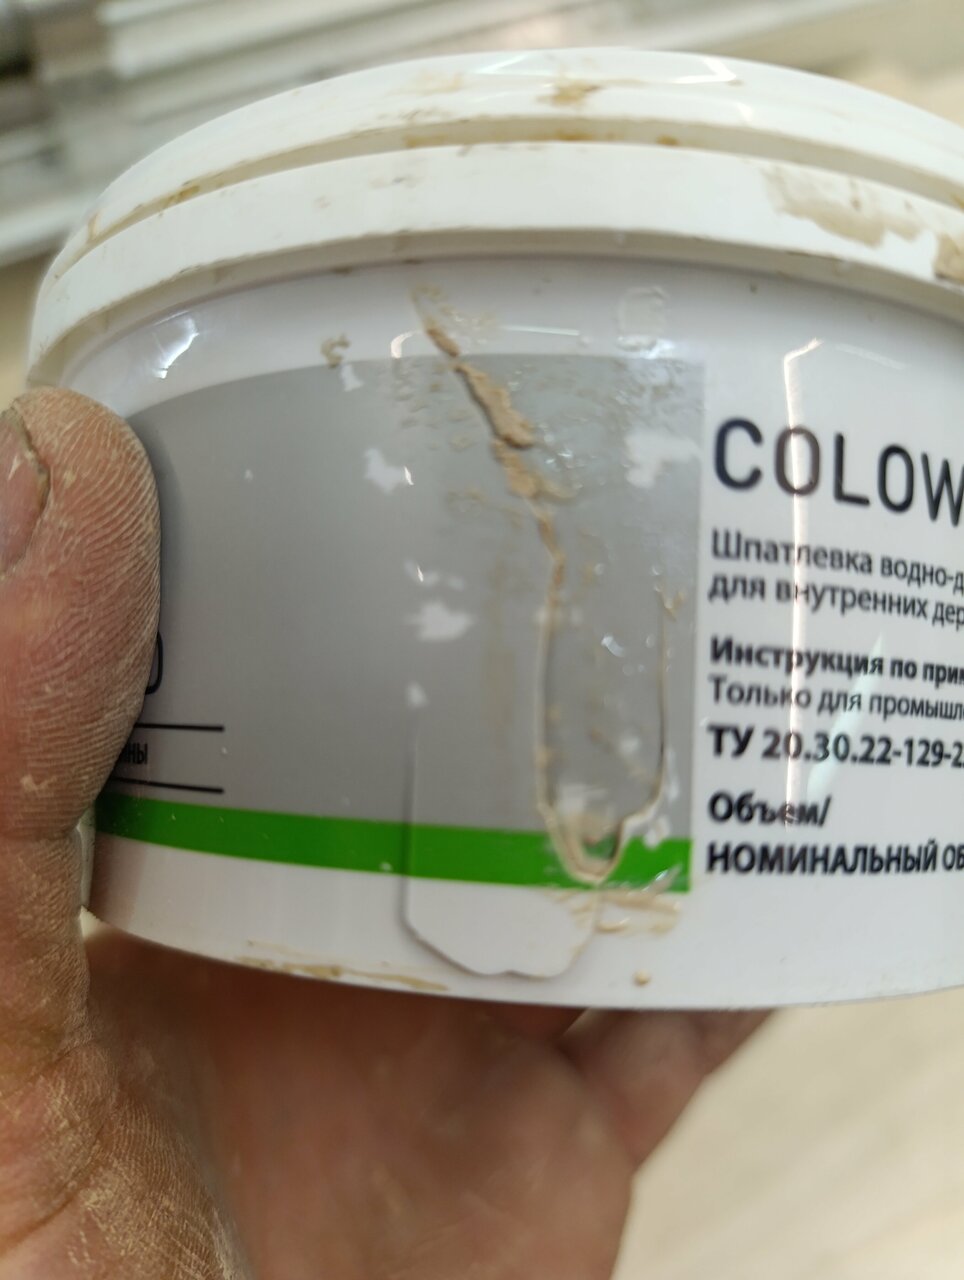 COLOW
Шпатлевка водно-д
для внутренних дер
Инструкция по при
Только для промышл
ТУ 20.30.22-129-2
Объем/
НОМИНАЛЬНЫЙ ОБ
ны